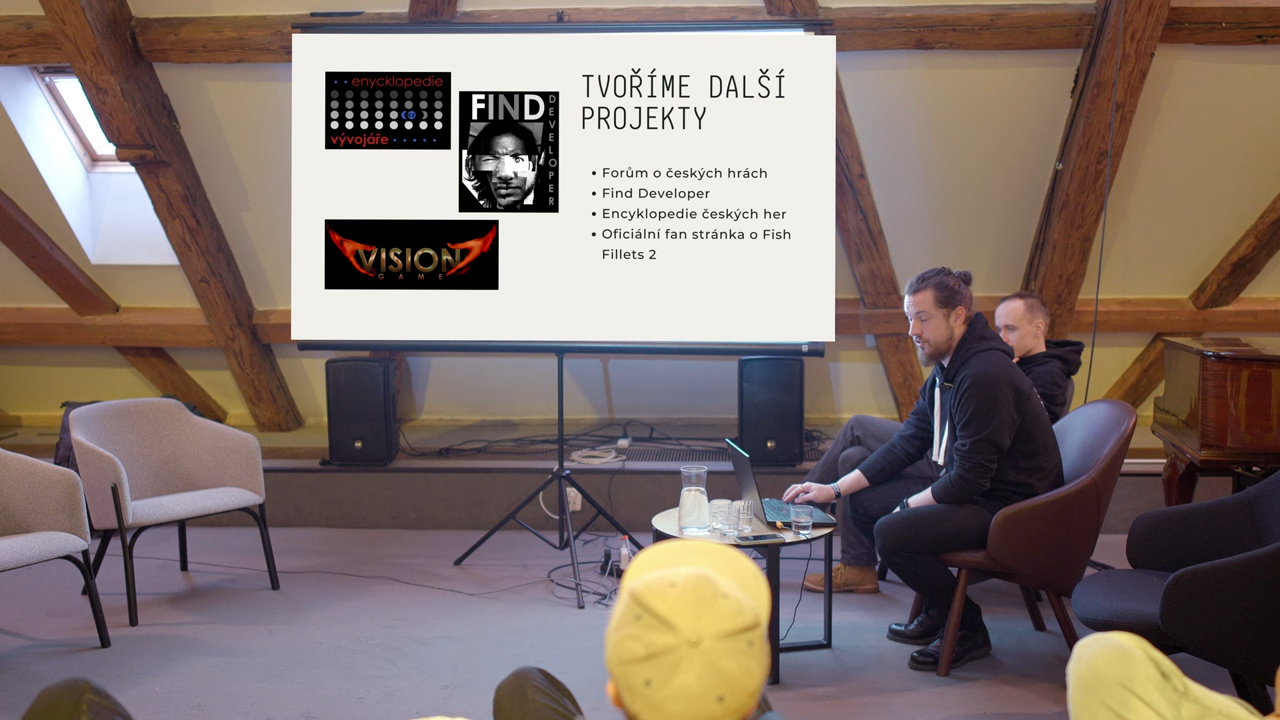 enycklopedie
vývojáře
FIND
DEVELOPER
VISION
GAME
TVOŘÍME DALŠÍ
PROJEKTY
• Forům o českých hrách
• Find Developer
• Encyklopedie českých her
• Oficiální fan stránka o Fish
Fillets 2